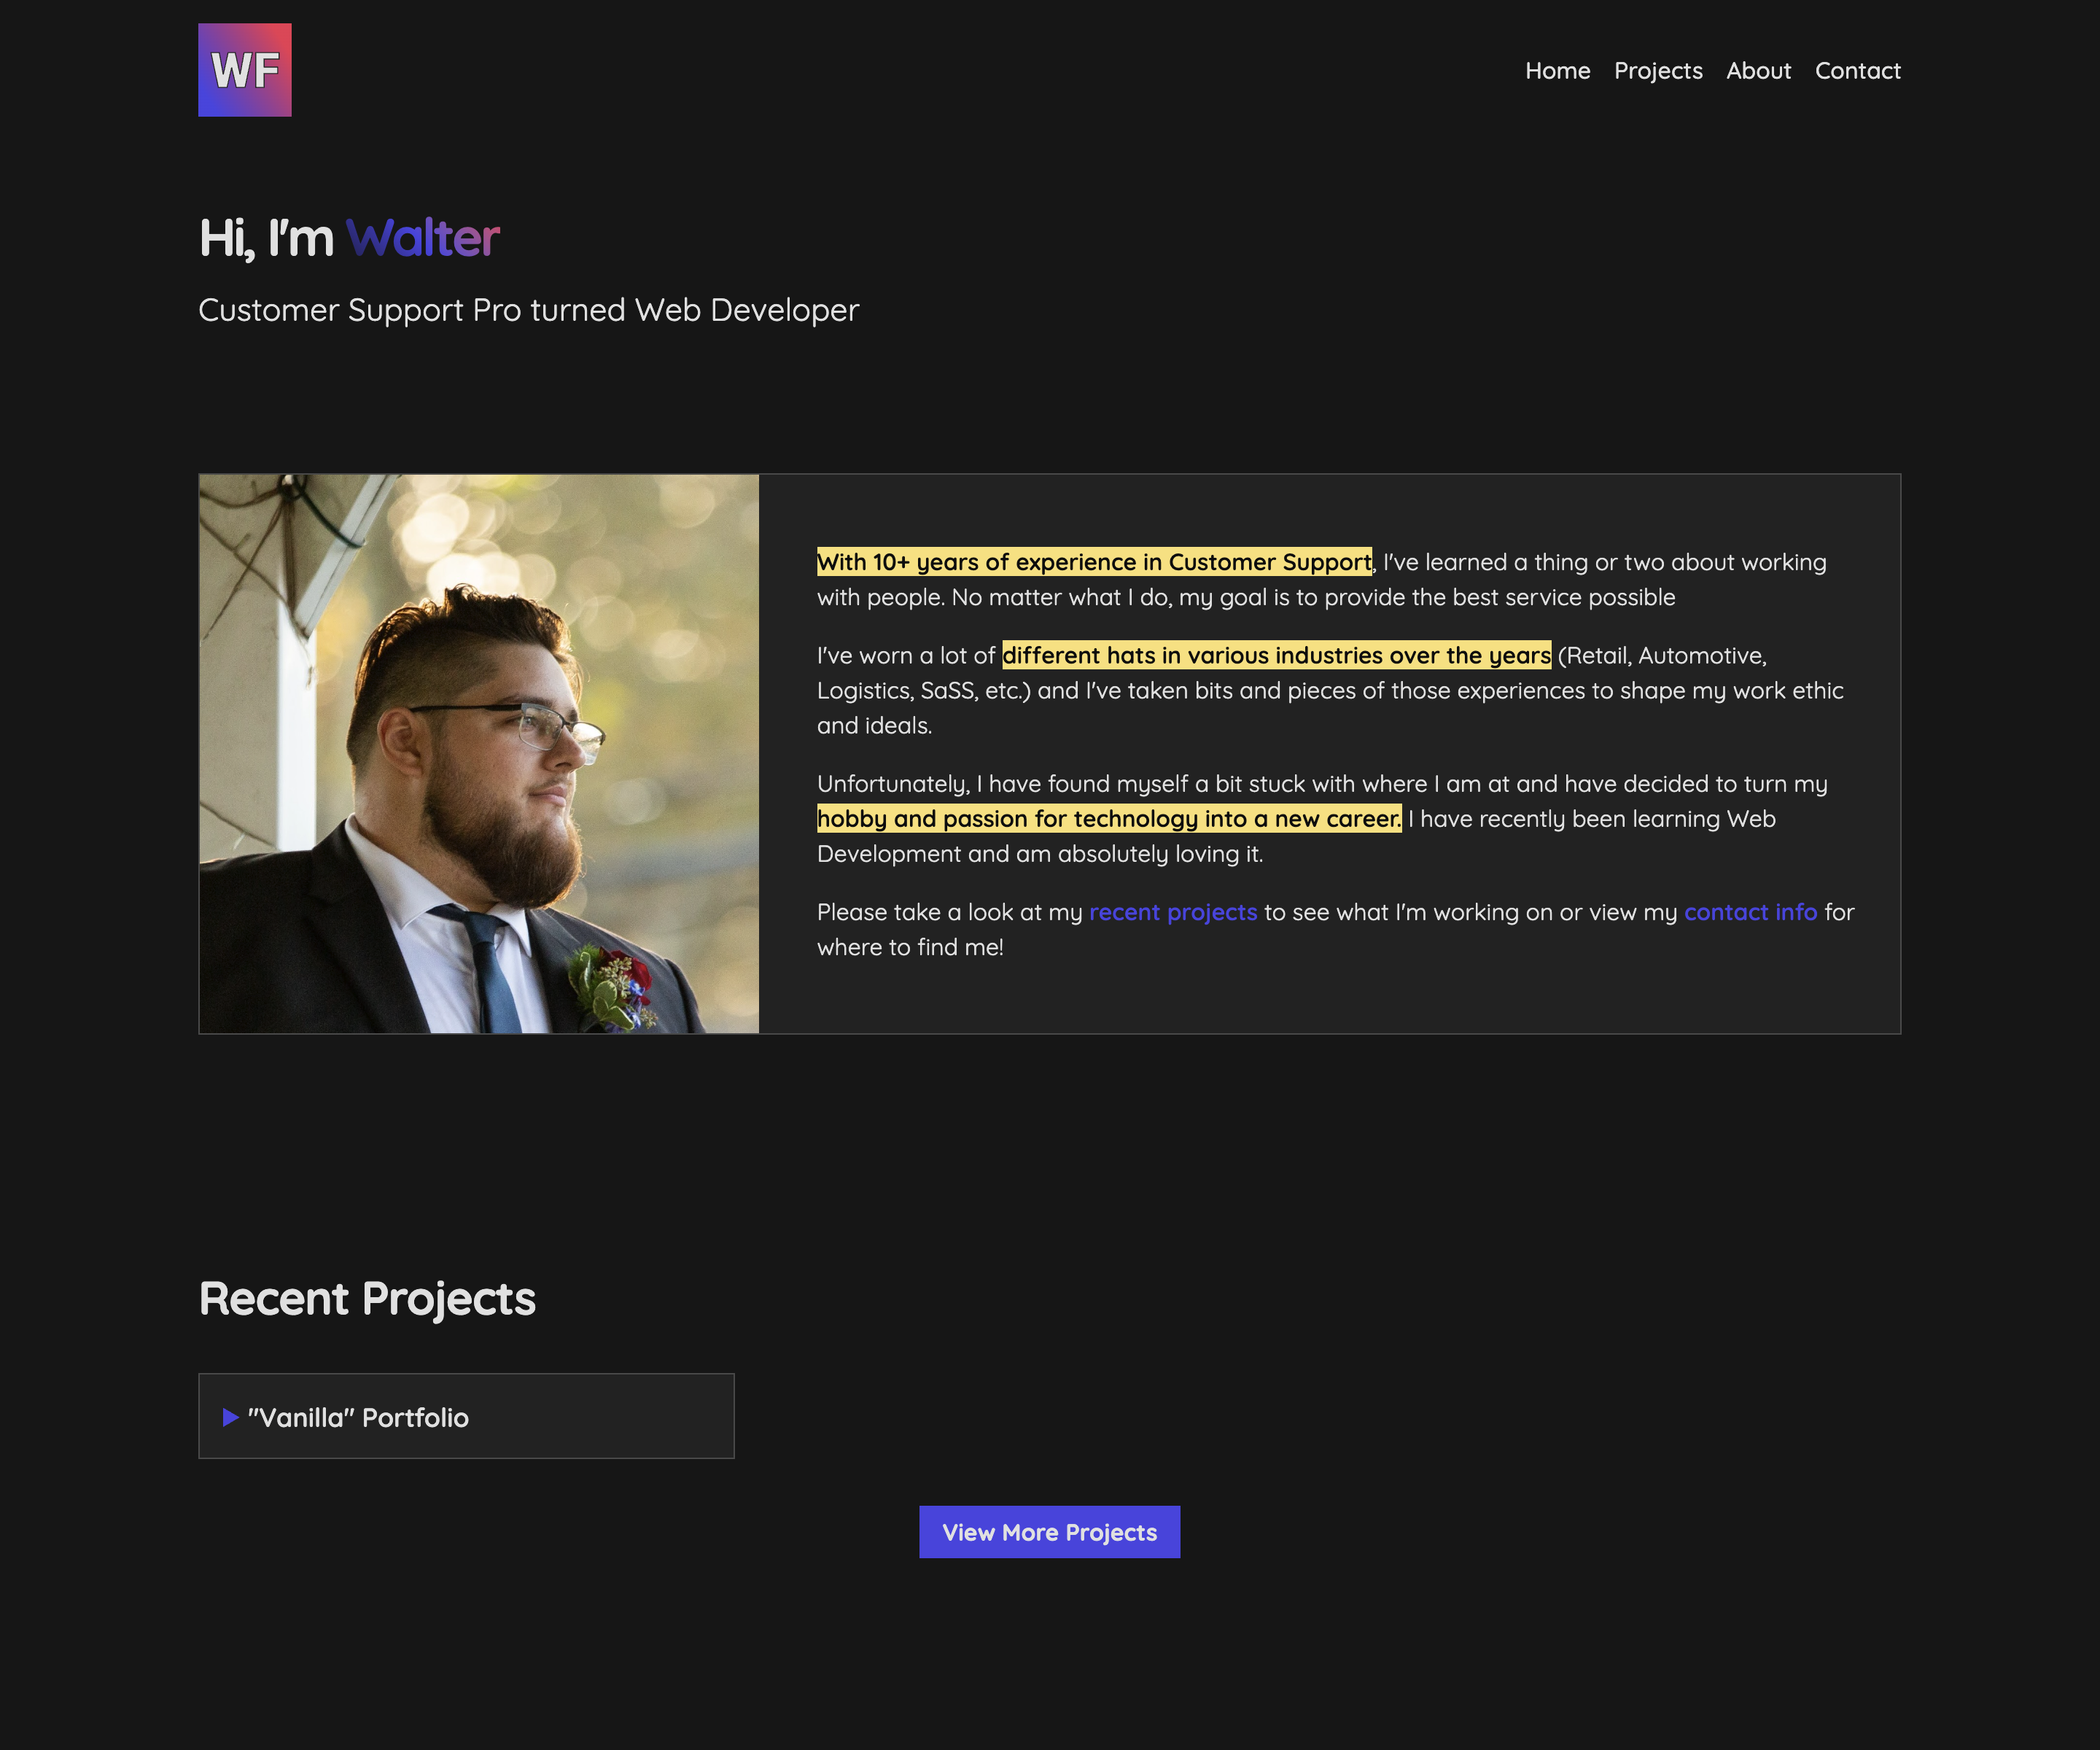 WF
Home Projects About Contact
Hi, I'm Walter
Customer Support Pro turned Web Developer
With 10+ years of experience in Customer Support, I've learned a thing or two about working
with people. No matter what I do, my goal is to provide the best service possible
I've worn a lot of different hats in various industries over the years (Retail, Automotive,
Logistics, SaSS, etc.) and I've taken bits and pieces of those experiences to shape my work ethic
and ideals.
Unfortunately, I have found myself a bit stuck with where I am at and have decided to turn my
hobby and passion for technology into a new career. I have recently been learning Web
Development and am absolutely loving it.
Please take a look at my recent projects to see what I'm working on or view my contact info for
where to find me!
Recent Projects
"Vanilla" Portfolio
View More Projects